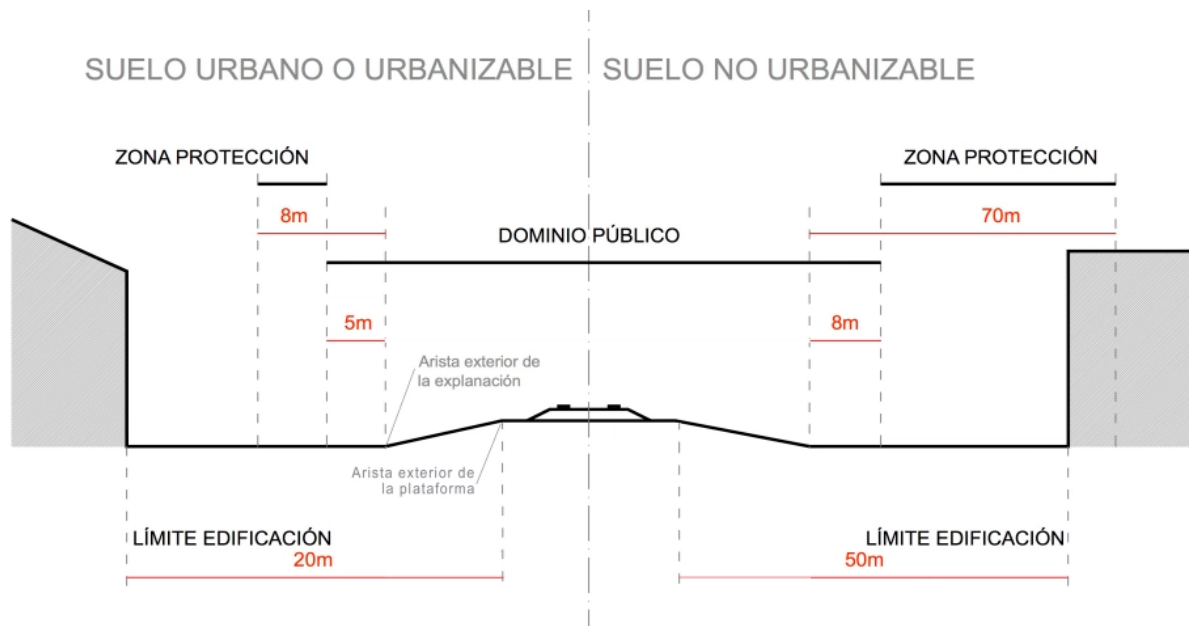 SUELO URBANO O URBANIZABLE
SUELO NO URBANIZABLE
ZONA PROTECCIÓN
ZONA PROTECCIÓN
8m
70m
DOMINIO PÚBLICO
5m
8m
Arista exterior de
la explanación
Arista exterior de
la plataforma
LÍMITE EDIFICACIÓN
LÍMITE EDIFICACIÓN
20m
50m